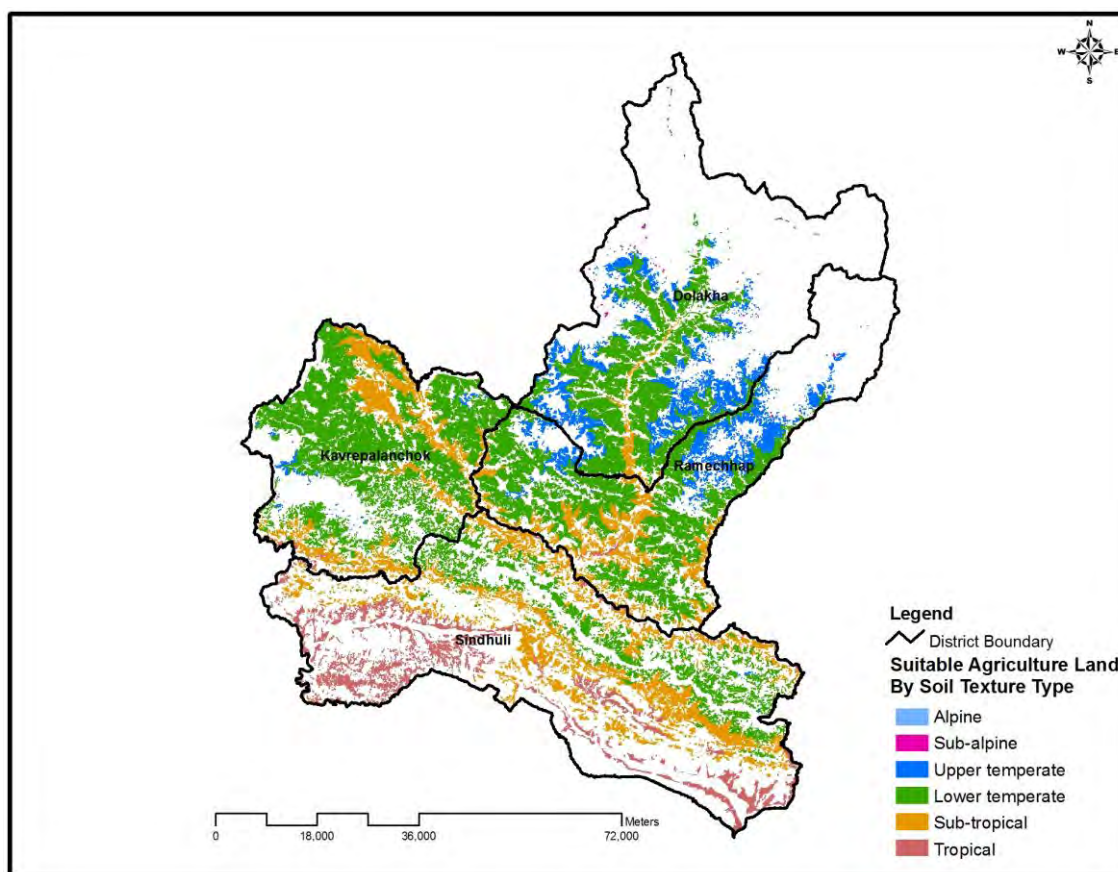 N
W E
S
Dolakha
Kavrepalanchok
Ramechhap
Sindhuli
Legend
District Boundary
Suitable Agriculture Land
By Soil Texture Type
Alpine
Sub-alpine
Upper temperate
Lower temperate
Sub-tropical
Tropical
Meters
0 18,000 36,000 72,000